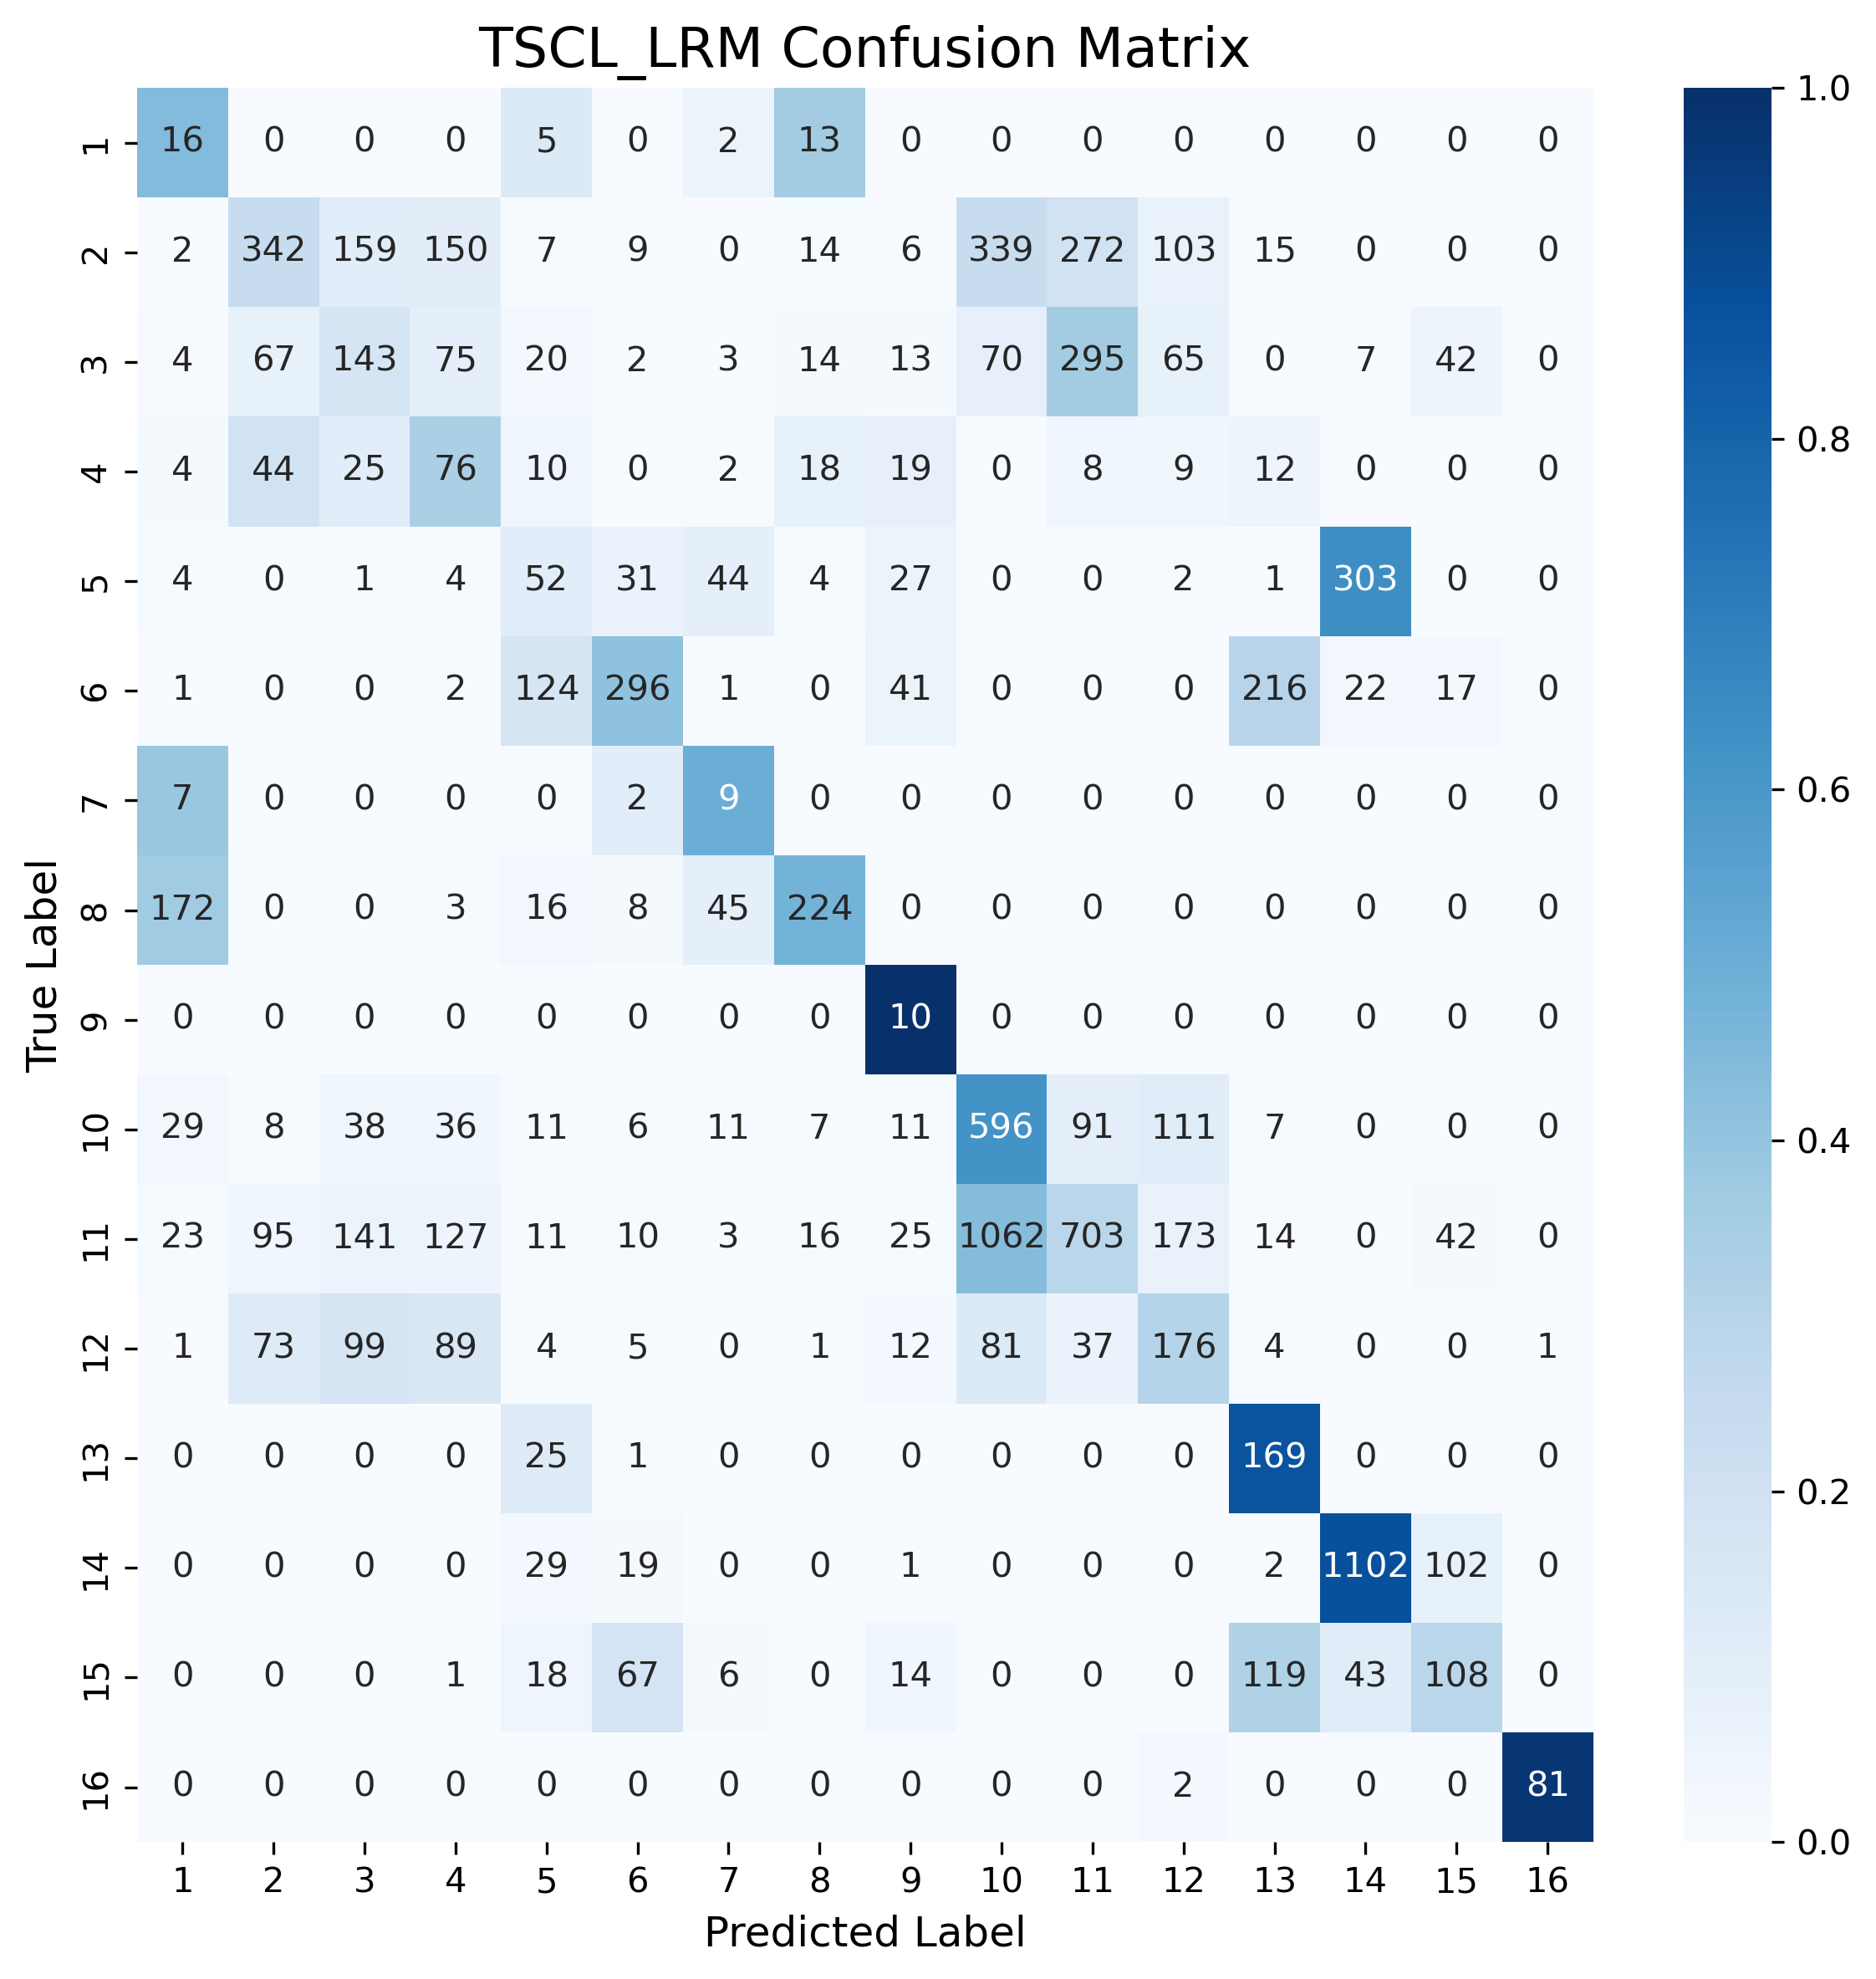 TSCL_LRM Confusion Matrix
1 16 0 0 0 5 0 2 13 0 0 0 0 0 0 0 0
2 2 342 159 150 7 9 0 14 6 339 272 103 15 0 0 0
3 4 67 143 75 20 2 3 14 13 70 295 65 0 7 42 0
4 4 44 25 76 10 0 2 18 19 0 8 9 12 0 0 0
5 4 0 1 4 52 31 44 4 27 0 0 2 1 303 0 0
6 1 0 0 2 124 296 1 0 41 0 0 0 216 22 17 0
7 7 0 0 0 0 2 9 0 0 0 0 0 0 0 0 0
8 172 0 0 3 16 8 45 224 0 0 0 0 0 0 0 0
9 0 0 0 0 0 0 0 0 10 0 0 0 0 0 0 0
10 29 8 38 36 11 6 11 7 11 596 91 111 7 0 0 0
11 23 95 141 127 11 10 3 16 25 1062 703 173 14 0 42 0
12 1 73 99 89 4 5 0 1 12 81 37 176 4 0 0 1
13 0 0 0 0 25 1 0 0 0 0 0 0 169 0 0 0
14 0 0 0 0 29 19 0 0 1 0 0 0 2 1102 102 0
15 0 0 0 1 18 67 6 0 14 0 0 0 119 43 108 0
16 0 0 0 0 0 0 0 0 0 0 0 2 0 0 0 81
1 2 3 4 5 6 7 8 9 10 11 12 13 14 15 16
Predicted Label
True Label
1.0
0.8
0.6
0.4
0.2
0.0